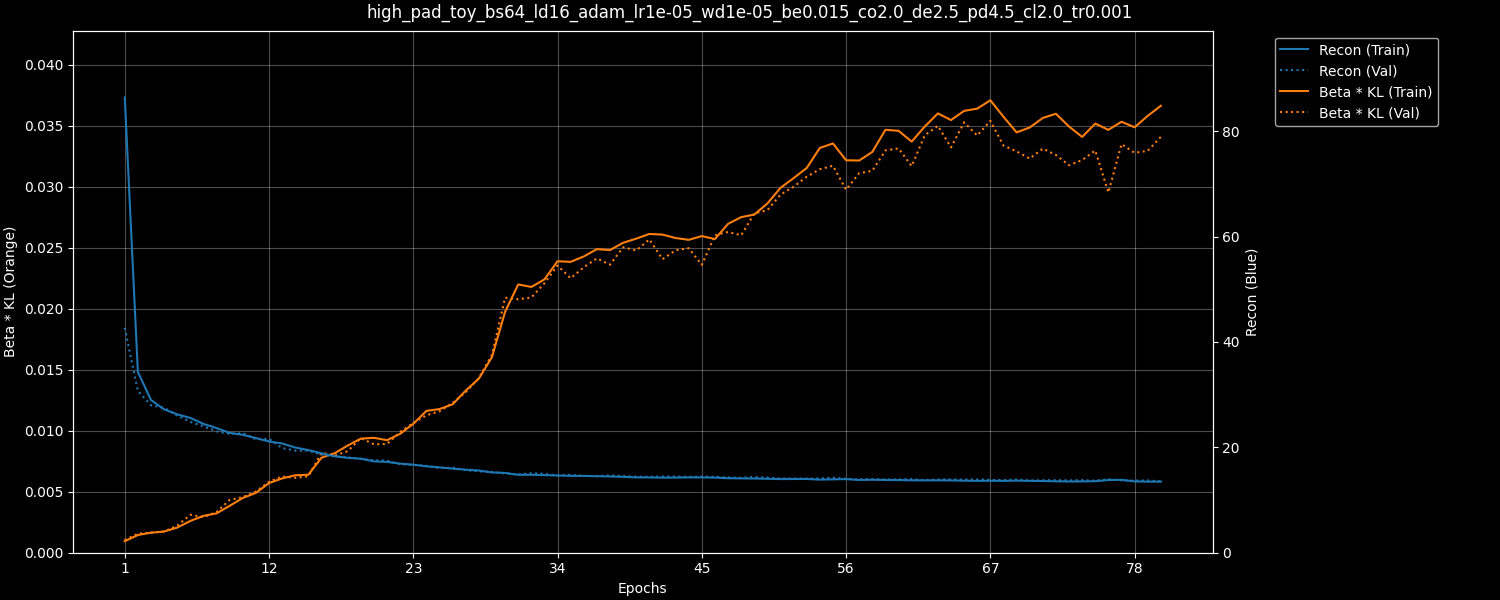 high_pad_toy_bs64_ld16_adam_lr1e-05_wd1e-05_be0.015_co2.0_de2.5_pd4.5_cl2.0_tr0.001
Recon (Train)
Recon (Val)
Beta * KL (Train)
Beta * KL (Val)
Beta * KL (Orange)
0.040
0.035
0.030
0.025
0.020
0.015
0.010
0.005
0.000
80
60
40
20
0
Recon (Blue)
1 12 23 34 45 56 67 78
Epochs